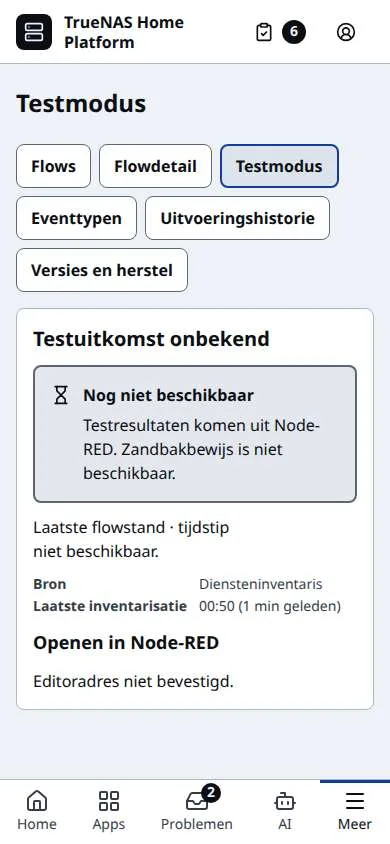 TrueNAS Home
Platform
6
Testmodus
Flows
Flowdetail
Testmodus
Eventtypen
Uitvoeringshistorie
Versies en herstel
Testuitkomst onbekend
Nog niet beschikbaar
Testresultaten komen uit Node-
RED. Zandbakbewijs is niet
beschikbaar.
Laatste flowstand · tijdstip
niet beschikbaar.
Bron Diensteninventaris
Laatste inventarisatie 00:50 (1 min geleden)
Openen in Node-RED
Editoradres niet bevestigd.
2
Home
Apps
Problemen
AI
Meer